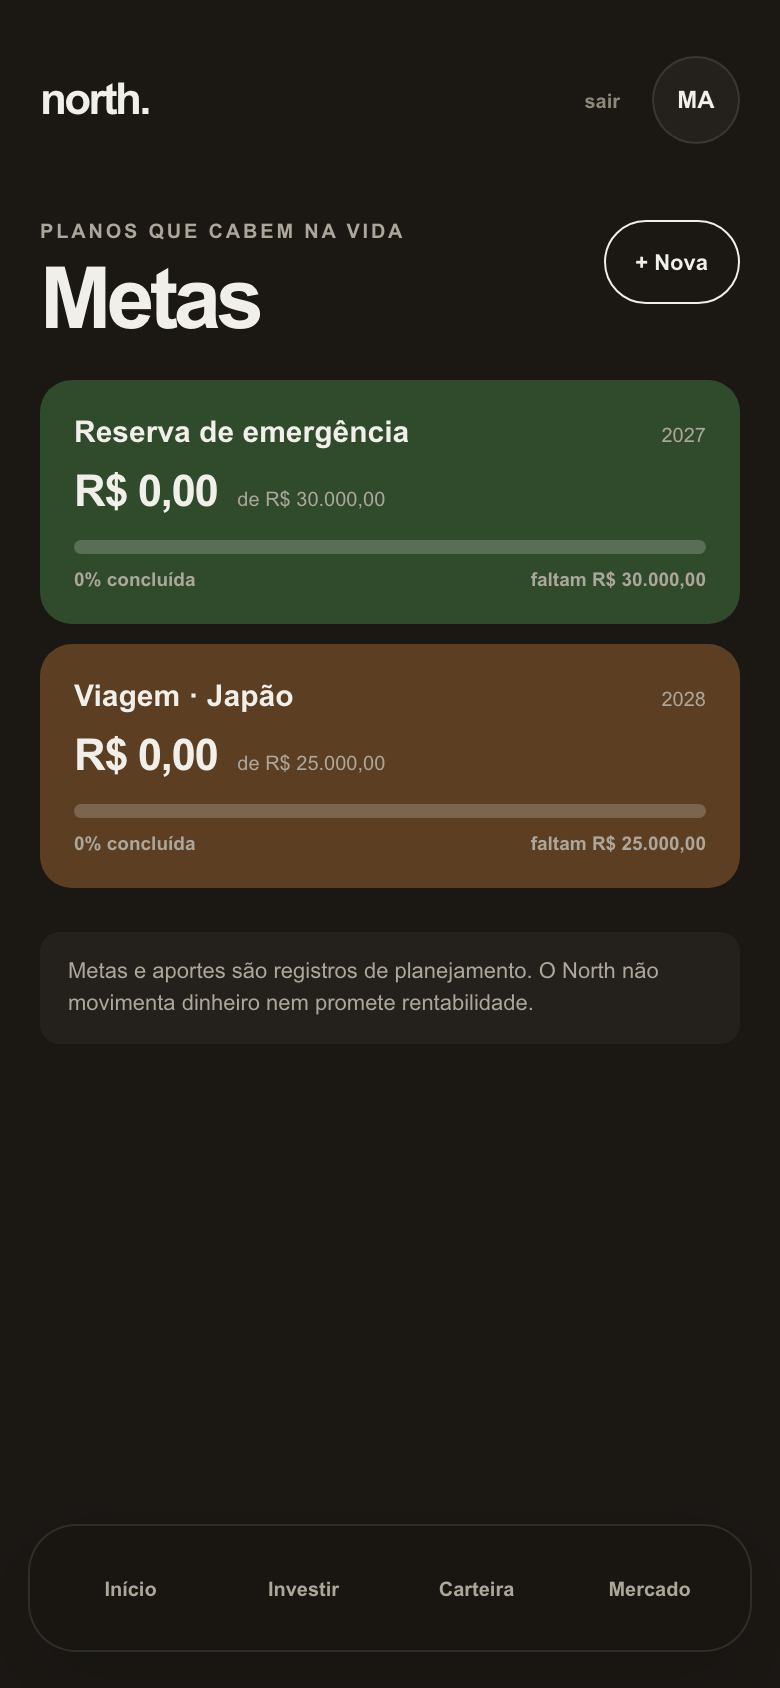 north.
sair
MA
PLANOS QUE CABEM NA VIDA
Metas
+ Nova
Reserva de emergência
2027
R$ 0,00 de R$ 30.000,00
0% concluída
faltam R$ 30.000,00
Viagem · Japão
2028
R$ 0,00 de R$ 25.000,00
0% concluída
faltam R$ 25.000,00
Metas e aportes são registros de planejamento. O North não
movimenta dinheiro nem promete rentabilidade.
Início
Investir
Carteira
Mercado